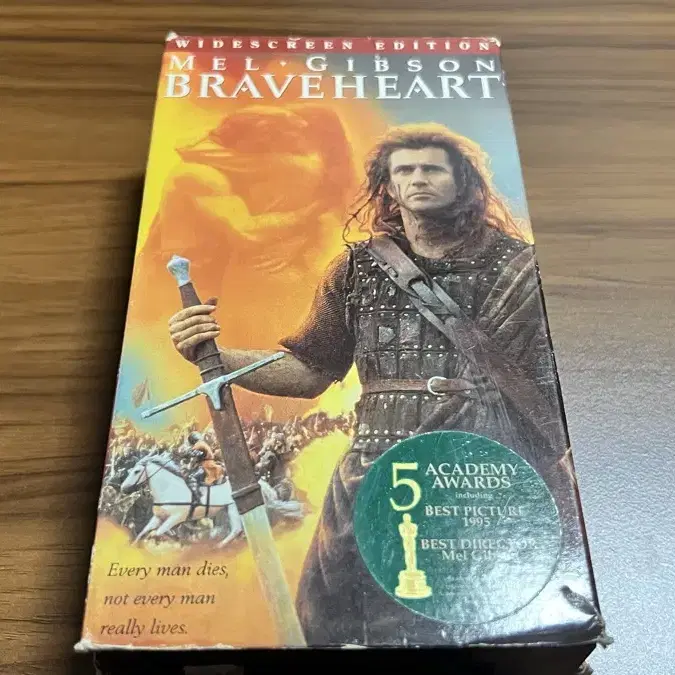 WIDESCREEN EDITION
MEL · GIBSON
BRAVEHEART
5 ACADEMY
AWARDS
including
BEST PICTURE
1995
BEST DIRECTOR
Mel
Every man dies,
not every man
really lives.